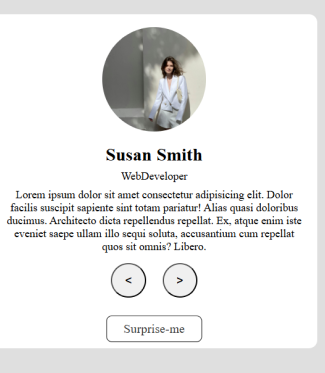 Susan Smith
WebDeveloper
Lorem ipsum dolor sit amet consectetur adipisicing elit. Dolor
facilis suscipit sapiente sint totam pariatur! Alias quasi doloribus
ducimus. Architecto dicta repellendus repellat. Ex, atque enim iste
eveniet saepe ullam illo sequi soluta, accusantium cum repellat
quos sit omnis? Libero.
< >
Surprise-me